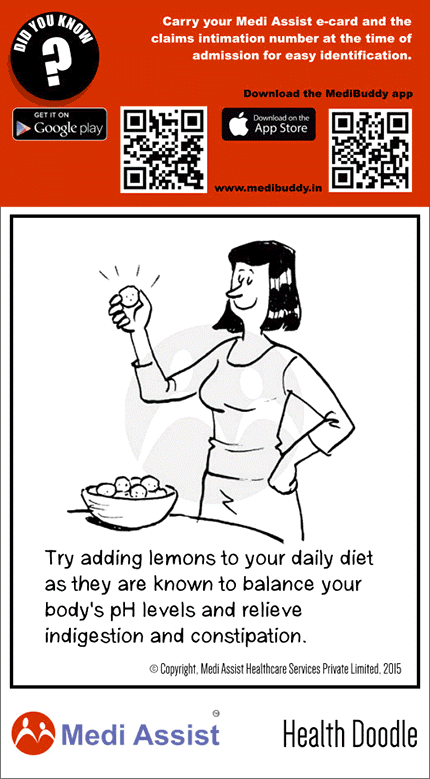 DID YOU KNOW
?
Carry your Medi Assist e-card and the
claims intimation number at the time of
admission for easy identification.
Download the MediBuddy app
GET IT ON
Google play
Download on the
App Store
www.medibuddy.in
Try adding lemons to your daily diet
as they are known to balance your
body's pH levels and relieve
indigestion and constipation.
© Copyright, Medi Assist Healthcare Services Private Limited, 2015
Medi Assist
Health Doodle